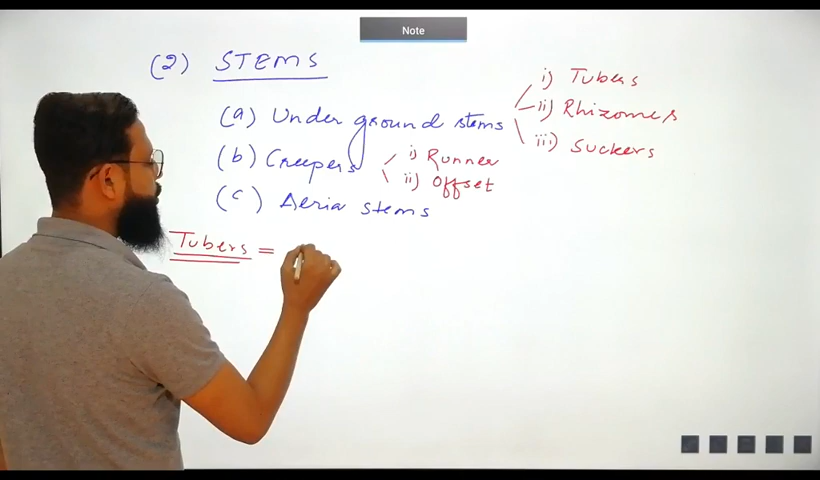 Note
(2) STEMS
(a) Under ground stems
i) Tubers
ii) Rhizomes
iii) Suckers
(b) Creepers
i) Runner
ii) Offset
(c) Aeria stems
Tubers =